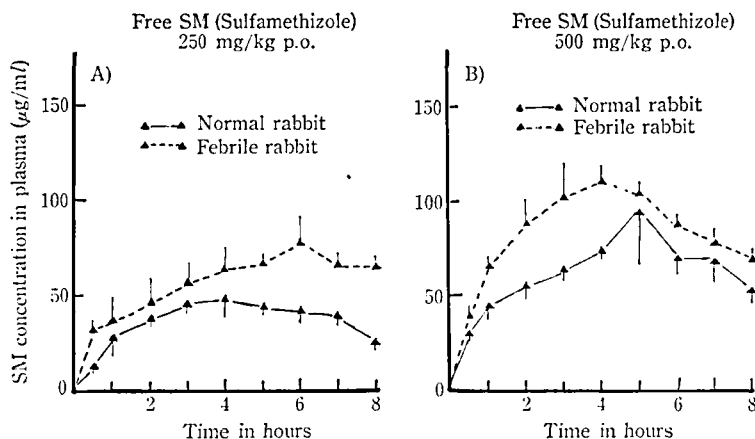 Free SM (Sulfamethizole)
250 mg/kg p.o.
A)
150
100
50
0
Normal rabbit
Febrile rabbit
SM concentration in plasma (μg/ml)
2 4 6 8
Time in hours
Free SM (Sulfamethizole)
500 mg/kg p.o.
B)
150
100
50
0
Normal rabbit
Febrile rabbit
2 4 6 8
Time in hours